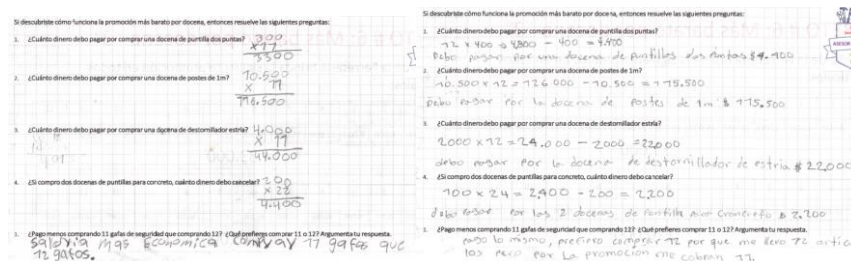 Si descubriste cómo funciona la promoción más barato por docena, entonces resuelve las siguientes preguntas:
1. ¿Cuánto dinero debo pagar por comprar una docena de puntilla dos puntas? 300
x 11
3300
2. ¿Cuánto dinero debo pagar por comprar una docena de postes de 1m? 10.500
x 11
116.500
3. ¿Cuánto dinero debo pagar por comprar una docena de destornillador estría? 4.000
x 11
44.000
4. ¿Si compro dos docenas de puntillas para concreto, cuánto dinero debo cancelar? 200
x 22
4.400
5. ¿Pago menos comprando 11 gafas de seguridad que comprando 12? ¿Qué prefieres comprar 11 o 12? Argumenta tu respuesta.
saldria mas economica comprar 11 gafas que
12 gafas.
Si descubriste cómo funciona la promoción más barato por docena, entonces resuelve las siguientes preguntas:
1. ¿Cuánto dinero debo pagar por comprar una docena de puntilla dos puntas?
12 x 400 = 4.800 - 400 = 4.400
Debo pagar por una docena de puntillas dos puntas $4.400
2. ¿Cuánto dinero debo pagar por comprar una docena de postes de 1m?
10.500 x 12 = 126.000 - 10.500 = 115.500
Debo pagar por la docena de postes de 1m $ 115.500
3. ¿Cuánto dinero debo pagar por comprar una docena de destornillador estría?
2000 x 12 = 24.000 - 2000 = 22000
debo pagar por la docena de destornillador de estria $ 22.000
4. ¿Si compro dos docenas de puntillas para concreto, cuánto dinero debo cancelar?
100 x 24 = 2,400 - 200 = 2,200
debo pagar por las 2 docenas de puntilla $ 2.200
5. ¿Pago menos comprando 11 gafas de seguridad que comprando 12? ¿Qué prefieres comprar 11 o 12? Argumenta tu respuesta.
pago lo mismo, prefiero comprar 12 por que me llevo 12 artic
los pero por la promoción me cobran 11.
ASESOR